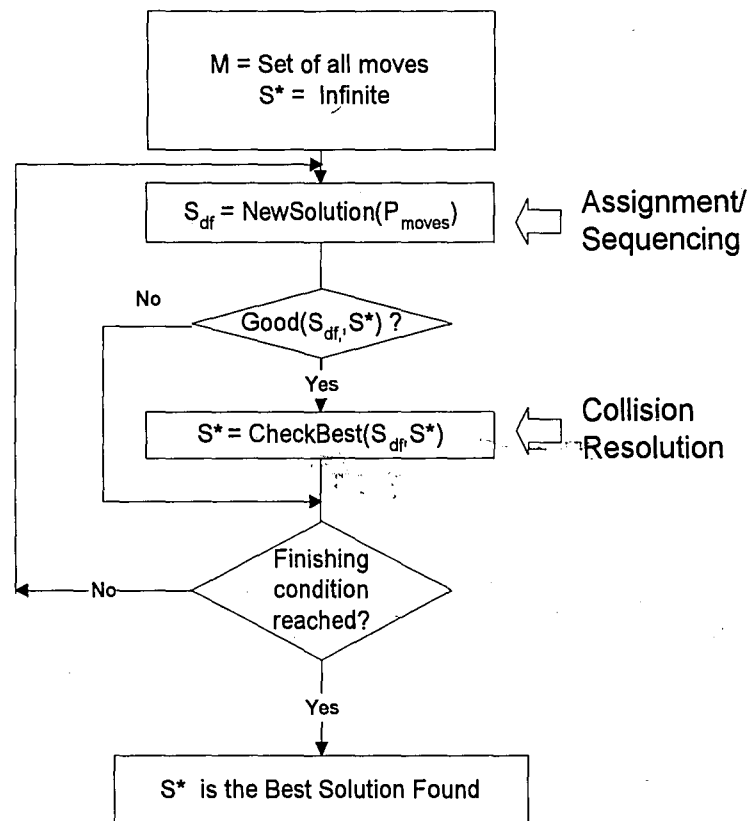 M = Set of all moves
S* = Infinite
S_df = NewSolution(P_moves)
Assignment/
Sequencing
No
Good(S_df,, S*) ?
Yes
S* = CheckBest(S_df, S*)
Collision
Resolution
Finishing
condition
reached?
No
Yes
S* is the Best Solution Found